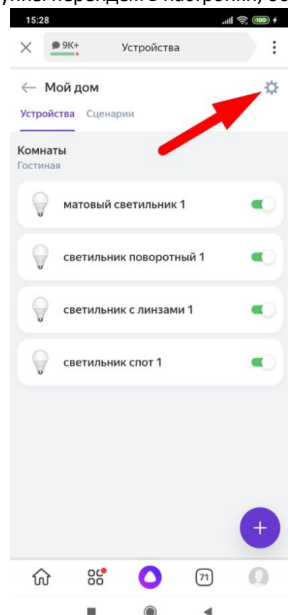 15:28
100
9K+ Устройства
← Мой дом
Устройства Сценарии
Комнаты
Гостиная
матовый светильник 1
светильник поворотный 1
светильник с линзами 1
светильник спот 1
+
71